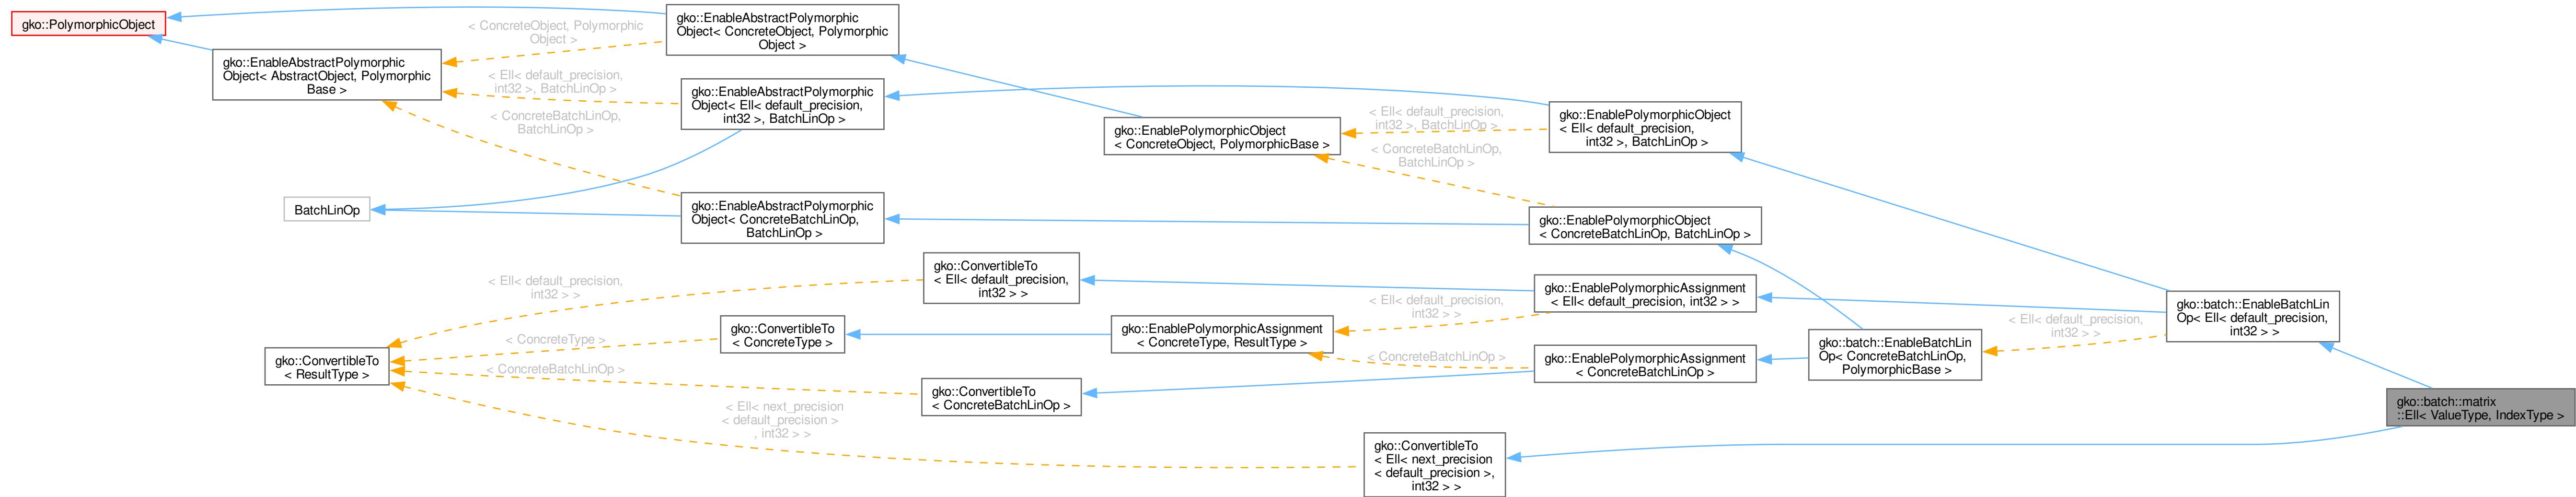 gko::PolymorphicObject
gko::EnableAbstractPolymorphic
Object< AbstractObject, Polymorphic
Base >
< ConcreteObject, Polymorphic
Object >
< Ell< default_precision,
int32 >, BatchLinOp >
< ConcreteBatchLinOp,
BatchLinOp >
gko::EnableAbstractPolymorphic
Object< ConcreteObject, Polymorphic
Object >
gko::EnableAbstractPolymorphic
Object< Ell< default_precision,
int32 >, BatchLinOp >
BatchLinOp
gko::EnableAbstractPolymorphic
Object< ConcreteBatchLinOp,
BatchLinOp >
gko::EnablePolymorphicObject
< ConcreteObject, PolymorphicBase >
< Ell< default_precision,
int32 >, BatchLinOp >
< ConcreteBatchLinOp,
BatchLinOp >
gko::EnablePolymorphicObject
< Ell< default_precision,
int32 >, BatchLinOp >
gko::EnablePolymorphicObject
< ConcreteBatchLinOp, BatchLinOp >
gko::ConvertibleTo
< ResultType >
< Ell< default_precision,
int32 > >
< ConcreteType >
< ConcreteBatchLinOp >
< Ell< next_precision
< default_precision >
, int32 > >
gko::ConvertibleTo
< Ell< default_precision,
int32 > >
gko::ConvertibleTo
< ConcreteType >
gko::ConvertibleTo
< ConcreteBatchLinOp >
gko::EnablePolymorphicAssignment
< ConcreteType, ResultType >
< Ell< default_precision,
int32 > >
< ConcreteBatchLinOp >
gko::EnablePolymorphicAssignment
< Ell< default_precision, int32 > >
gko::EnablePolymorphicAssignment
< ConcreteBatchLinOp >
gko::ConvertibleTo
< Ell< next_precision
< default_precision >,
int32 > >
gko::batch::EnableBatchLin
Op< ConcreteBatchLinOp,
PolymorphicBase >
< Ell< default_precision,
int32 > >
gko::batch::EnableBatchLin
Op< Ell< default_precision,
int32 > >
gko::batch::matrix
::Ell< ValueType, IndexType >